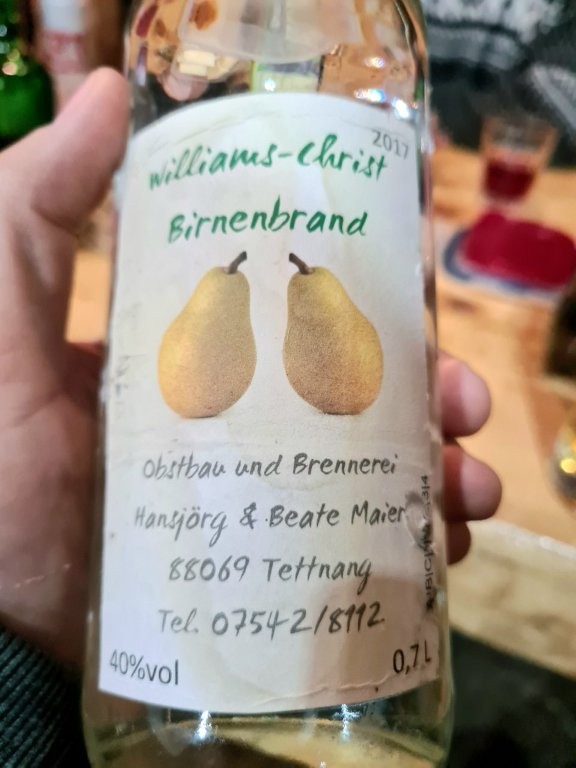 2017
Williams-Christ
Birnenbrand
Obstbau und Brennerei
Hansjörg & Beate Maier
88069 Tettnang
Tel. 07542/8112
40%vol
0,7 L